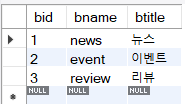 bid bname btitle
1 news 뉴스
2 event 이벤트
3 review 리뷰
NULL NULL NULL